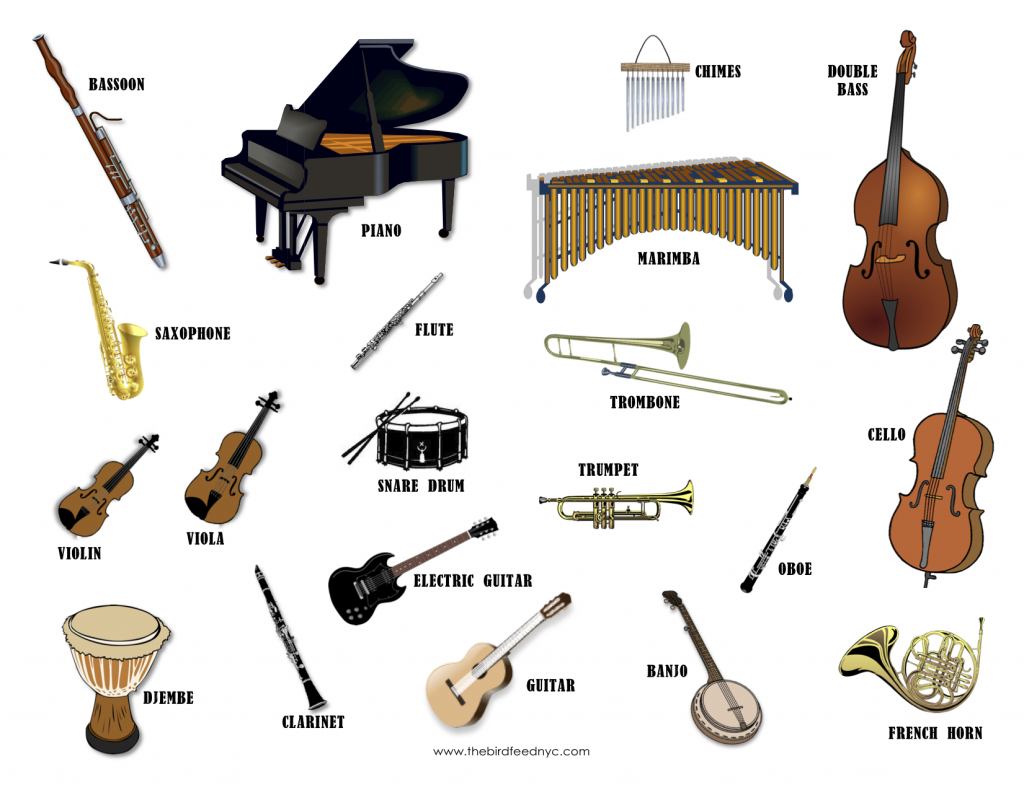 BASSOON
CHIMES
DOUBLE
BASS
PIANO
MARIMBA
SAXOPHONE
FLUTE
TROMBONE
CELLO
SNARE DRUM
TRUMPET
VIOLIN
VIOLA
ELECTRIC GUITAR
OBOE
DJEMBE
CLARINET
GUITAR
BANJO
FRENCH HORN
www.thebirdfeednyc.com